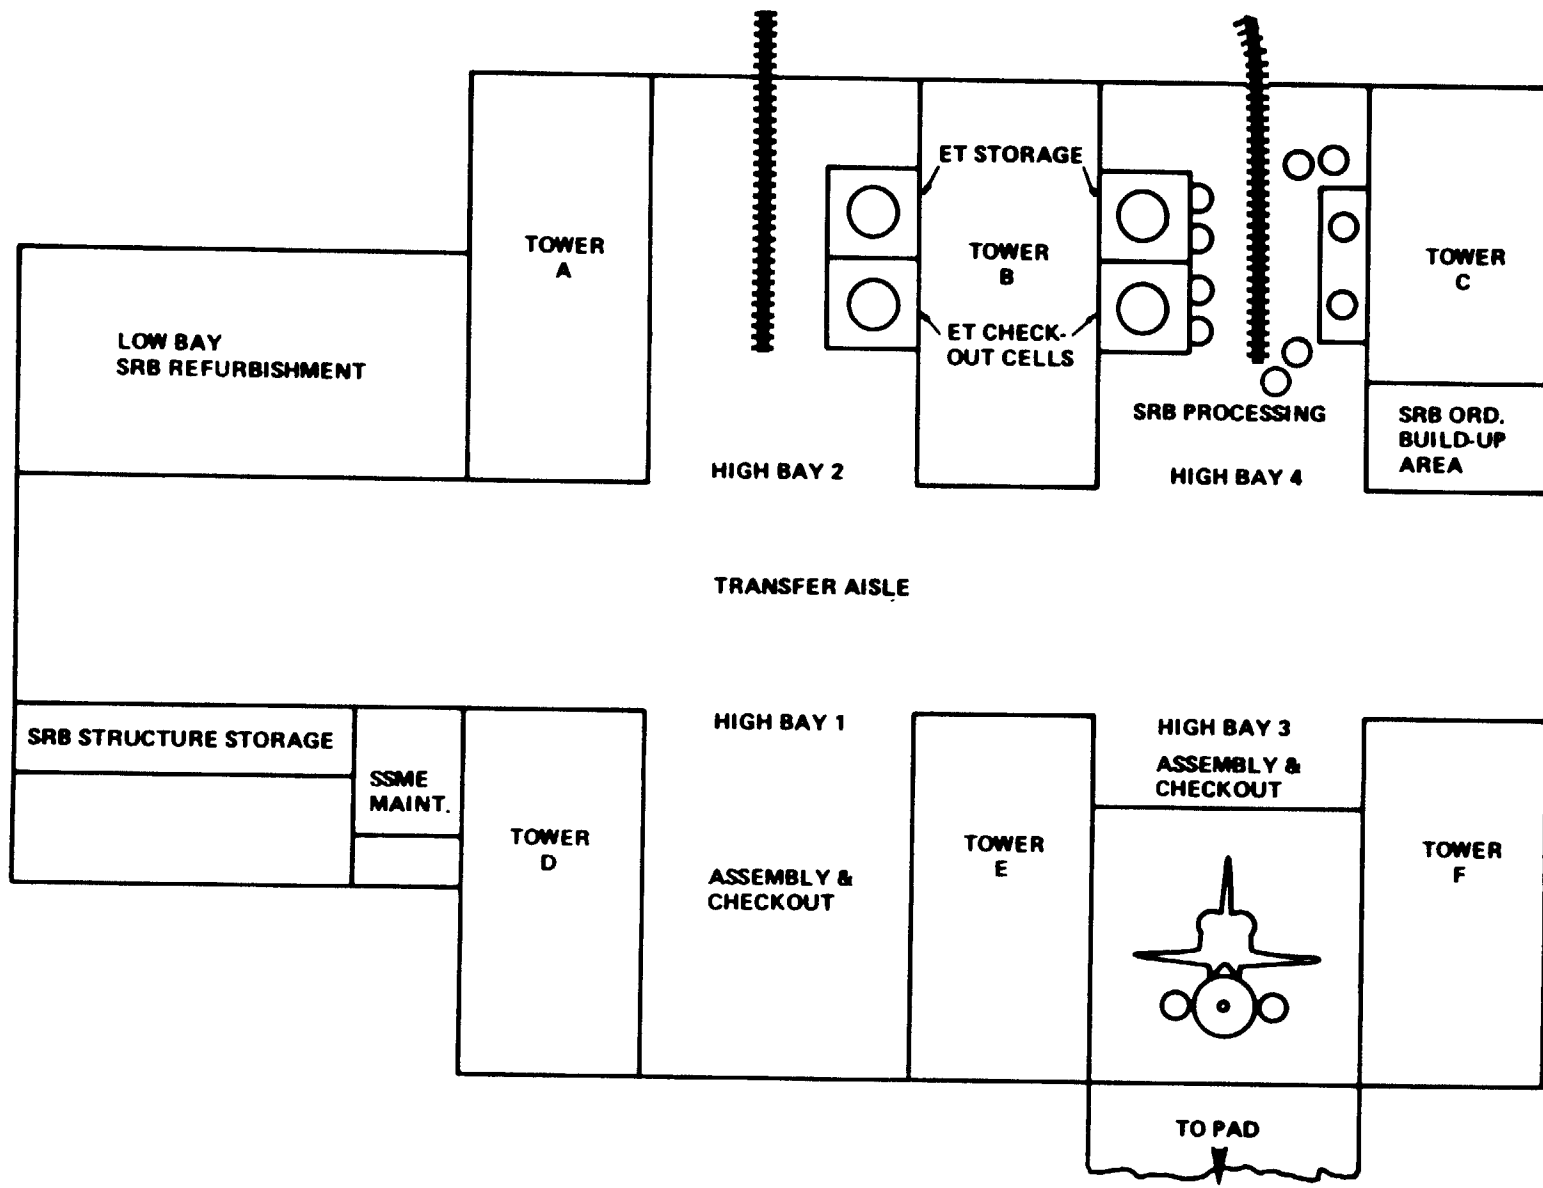 ET STORAGE
TOWER
A
TOWER
B
TOWER
C
LOW BAY
SRB REFURBISHMENT
ET CHECK-
OUT CELLS
SRB PROCESSING
SRB ORD.
BUILD-UP
AREA
HIGH BAY 2
HIGH BAY 4
TRANSFER AISLE
SRB STRUCTURE STORAGE
SSME
MAINT.
HIGH BAY 1
HIGH BAY 3
ASSEMBLY &
CHECKOUT
TOWER
D
ASSEMBLY &
CHECKOUT
TOWER
E
TOWER
F
TO PAD